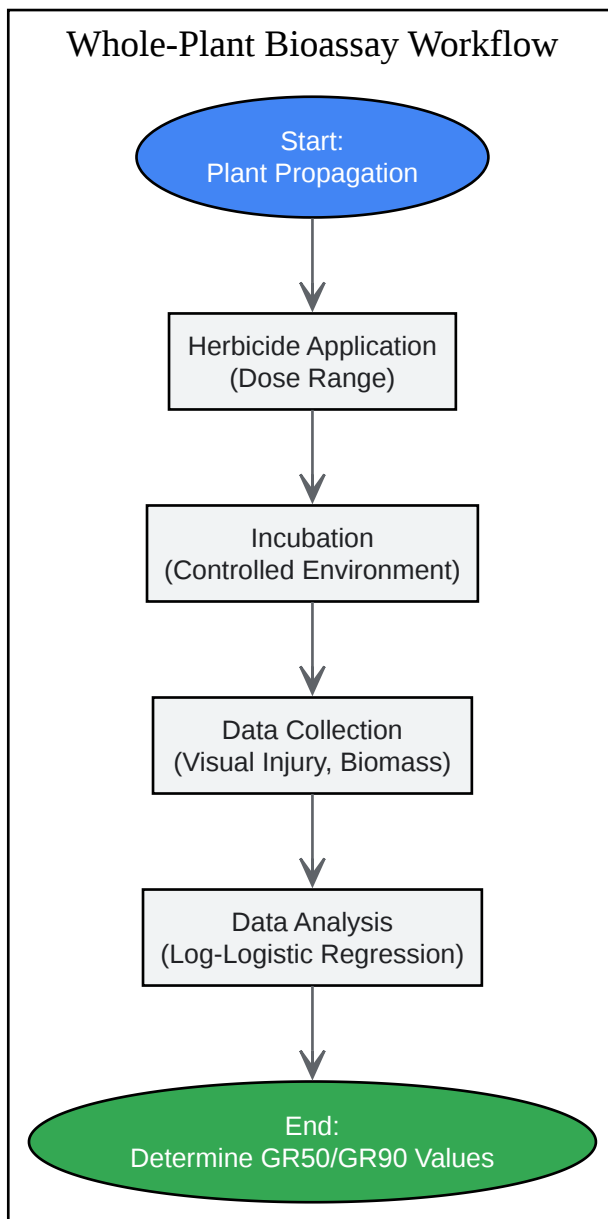 Whole-Plant Bioassay Workflow
Start:
Plant Propagation
Herbicide Application
(Dose Range)
Incubation
(Controlled Environment)
Data Collection
(Visual Injury, Biomass)
Data Analysis
(Log-Logistic Regression)
End:
Determine GR50/GR90 Values